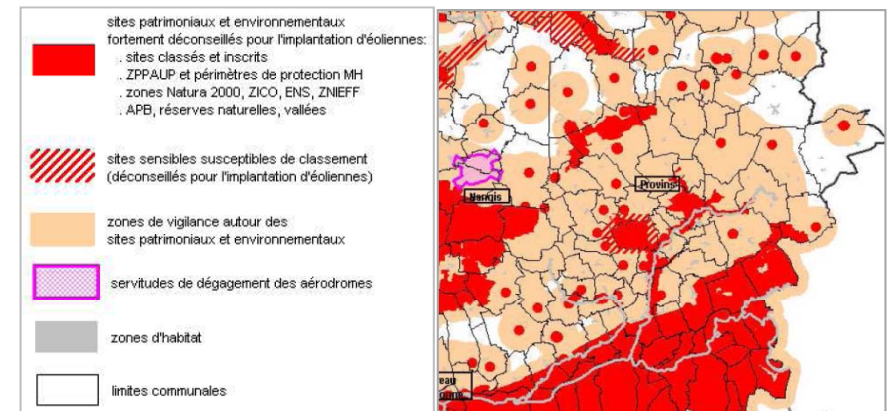 sites patrimoniaux et environnementaux
fortement déconseillés pour l'implantation d'éoliennes:
. sites classés et inscrits
. ZPPAUP et périmètres de protection MH
. zones Natura 2000, ZICO, ENS, ZNIEFF
. APB, réserves naturelles, vallées
sites sensibles susceptibles de classement
(déconseillés pour l'implantation d'éoliennes)
zones de vigilance autour des
sites patrimoniaux et environnementaux
servitudes de dégagement des aérodromes
zones d'habitat
limites communales
Provins
Nangis
eau